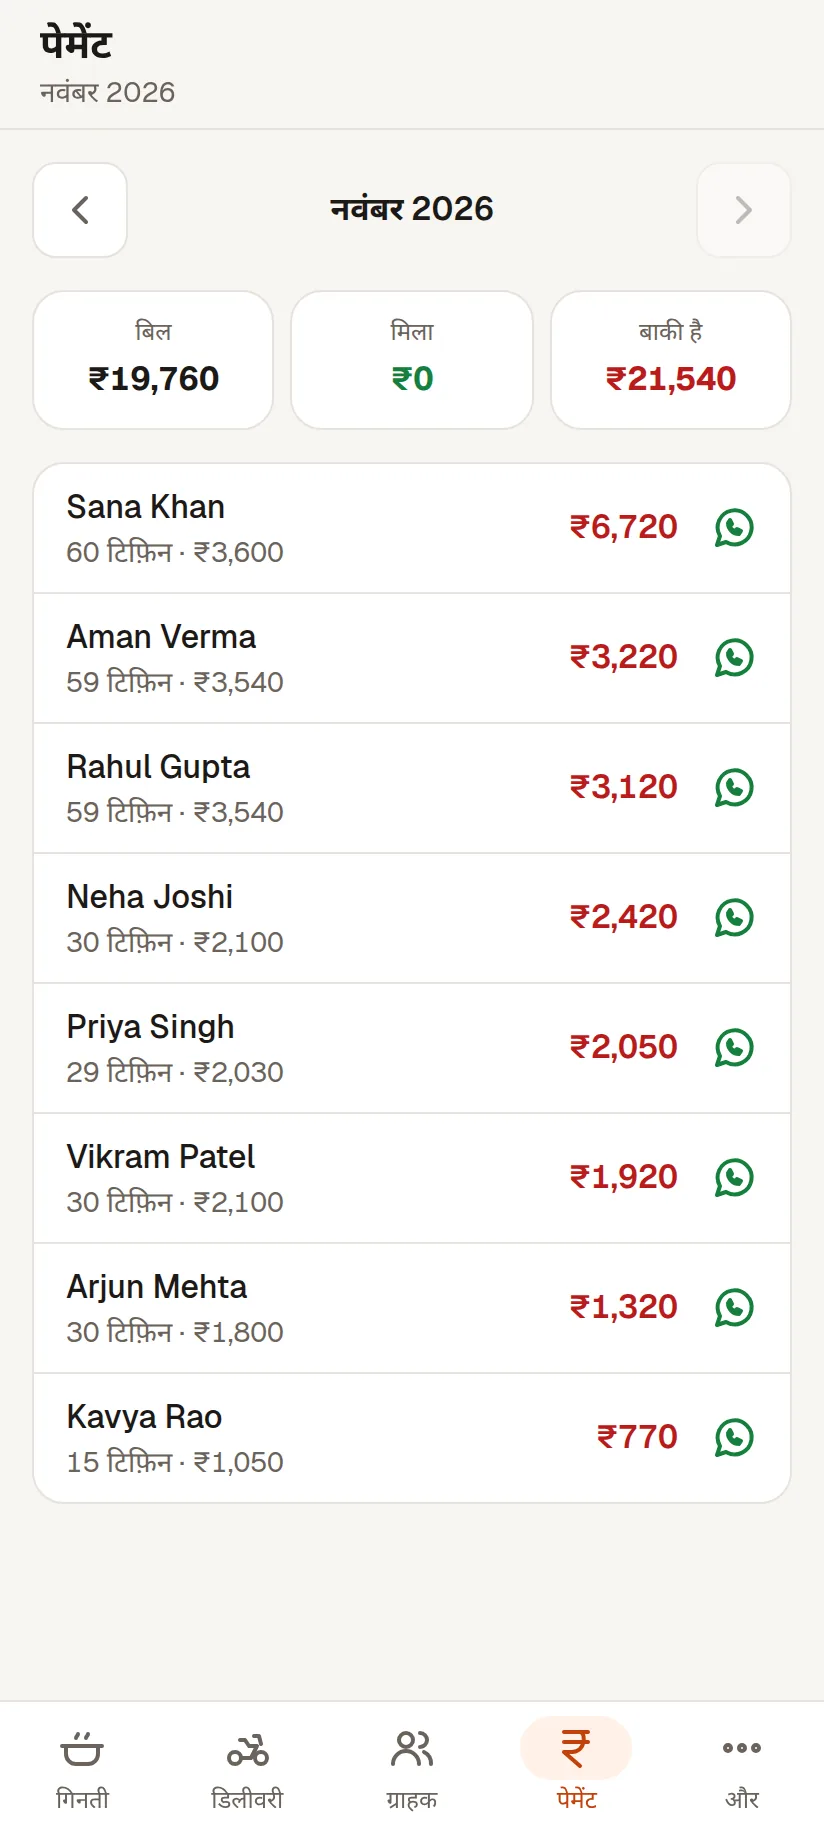 पेमेंट
नवंबर 2026
नवंबर 2026
बिल
₹19,760
मिला
₹0
बाकी है
₹21,540
Sana Khan
60 टिफ़िन · ₹3,600
₹6,720
Aman Verma
59 टिफ़िन · ₹3,540
₹3,220
Rahul Gupta
59 टिफ़िन · ₹3,540
₹3,120
Neha Joshi
30 टिफ़िन · ₹2,100
₹2,420
Priya Singh
29 टिफ़िन · ₹2,030
₹2,050
Vikram Patel
30 टिफ़िन · ₹2,100
₹1,920
Arjun Mehta
30 टिफ़िन · ₹1,800
₹1,320
Kavya Rao
15 टिफ़िन · ₹1,050
₹770
गिनती
डिलीवरी
ग्राहक
₹
पेमेंट
और